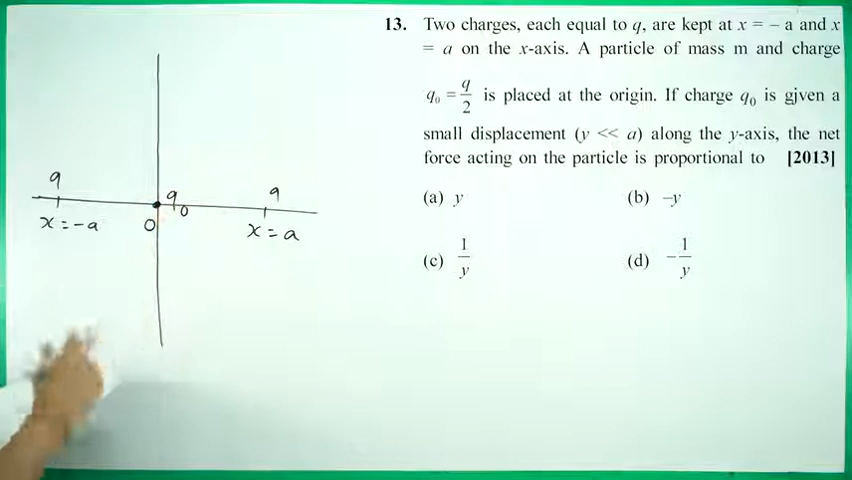 13. Two charges, each equal to q, are kept at x = – a and x
= a on the x-axis. A particle of mass m and charge
q₀ = q/2 is placed at the origin. If charge q₀ is given a
small displacement (y << a) along the y-axis, the net
force acting on the particle is proportional to [2013]
(a) y (b) –y
(c) 1/y (d) –1/y
q q₀ q
x = -a 0 x = a